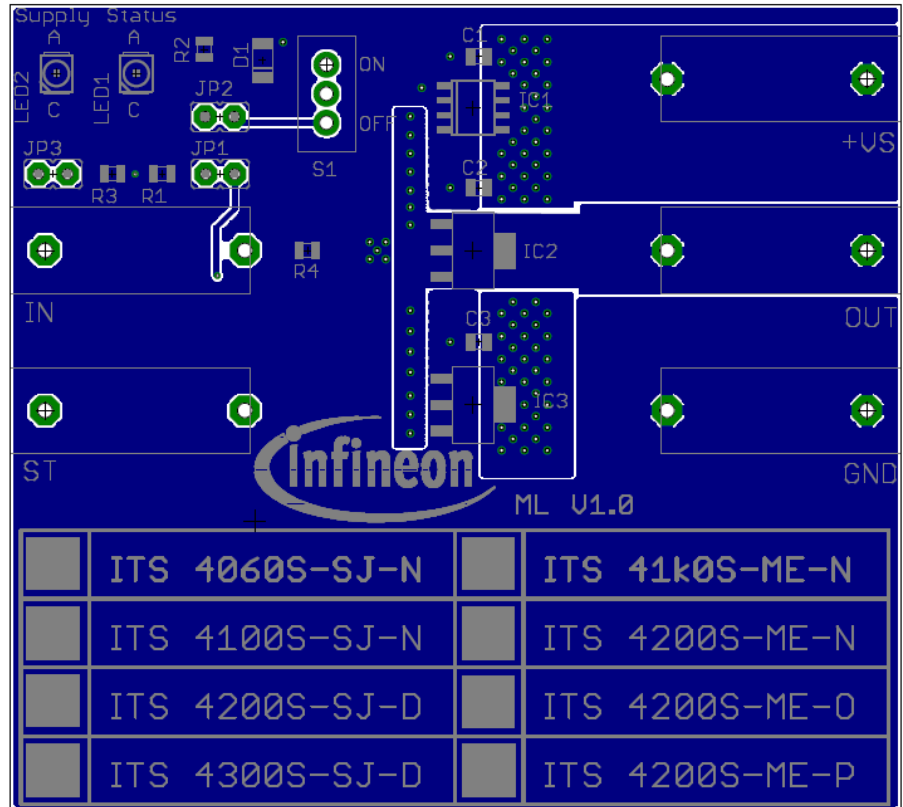 Supply Status
A A
LED2 C LED1 C
R2 D1 ON OFF S1
JP2
JP3 JP1
R3 R1
C1
IC1
+VS
C2
IN
R4
IC2
OUT
C3
IC3
ST
GND
infineon
ML V1.0
ITS 4060S-SJ-N ITS 41k0S-ME-N
ITS 4100S-SJ-N ITS 4200S-ME-N
ITS 4200S-SJ-D ITS 4200S-ME-O
ITS 4300S-SJ-D ITS 4200S-ME-P